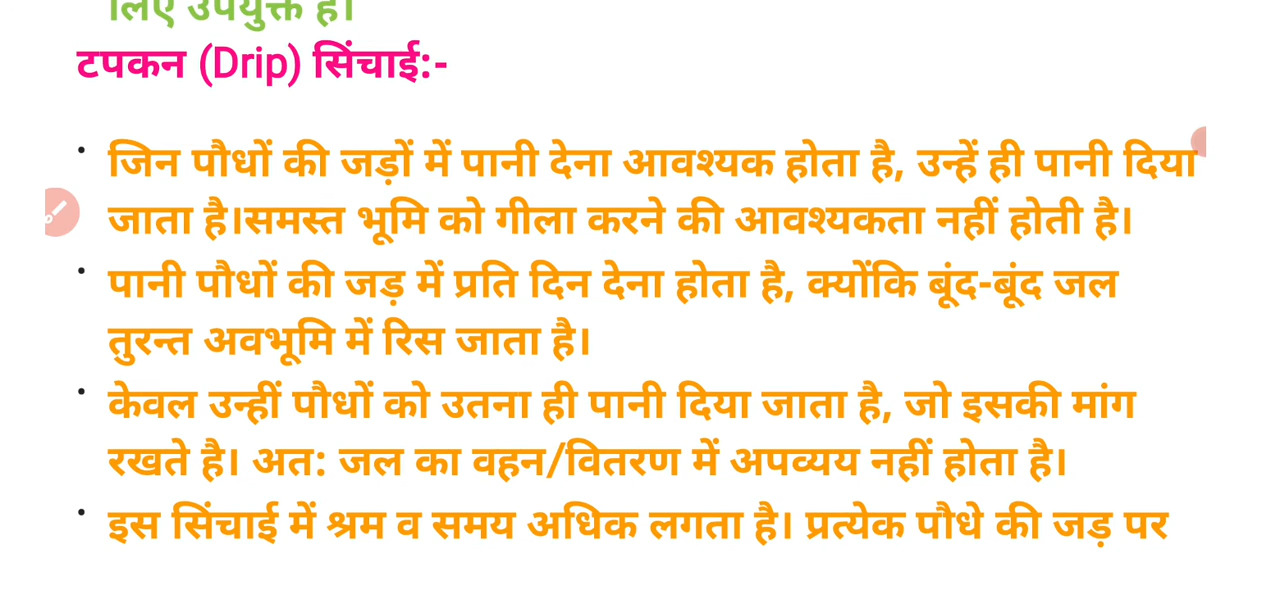 लिए उपयुक्त है।
टपकन (Drip) सिंचाई:-
• जिन पौधों की जड़ों में पानी देना आवश्यक होता है, उन्हें ही पानी दिया
जाता है।समस्त भूमि को गीला करने की आवश्यकता नहीं होती है।
• पानी पौधों की जड़ में प्रति दिन देना होता है, क्योंकि बूंद-बूंद जल
तुरन्त अवभूमि में रिस जाता है।
• केवल उन्हीं पौधों को उतना ही पानी दिया जाता है, जो इसकी मांग
रखते है। अत: जल का वहन/वितरण में अपव्यय नहीं होता है।
• इस सिंचाई में श्रम व समय अधिक लगता है। प्रत्येक पौधे की जड़ पर